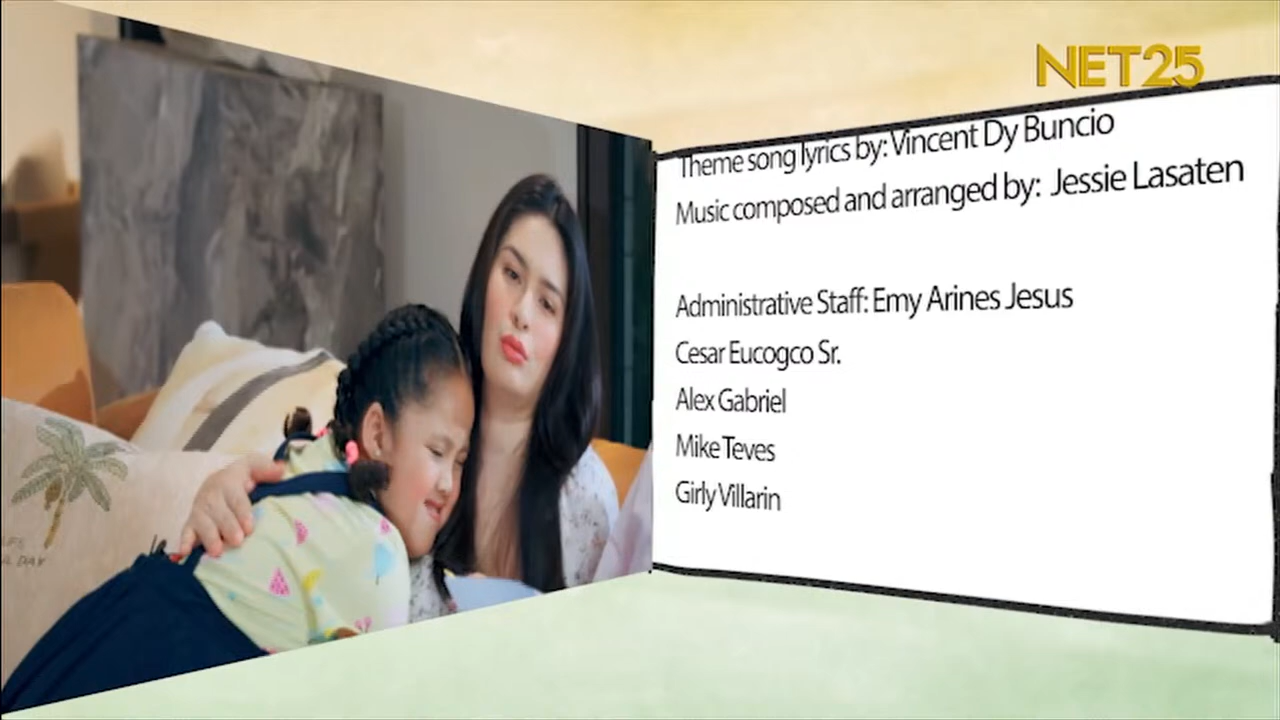 NET25
Theme song lyrics by: Vincent Dy Buncio
Music composed and arranged by: Jessie Lasaten
Administrative Staff: Emy Arines Jesus
Cesar Eucogco Sr.
Alex Gabriel
Mike Teves
Girly Villarin
A DAY